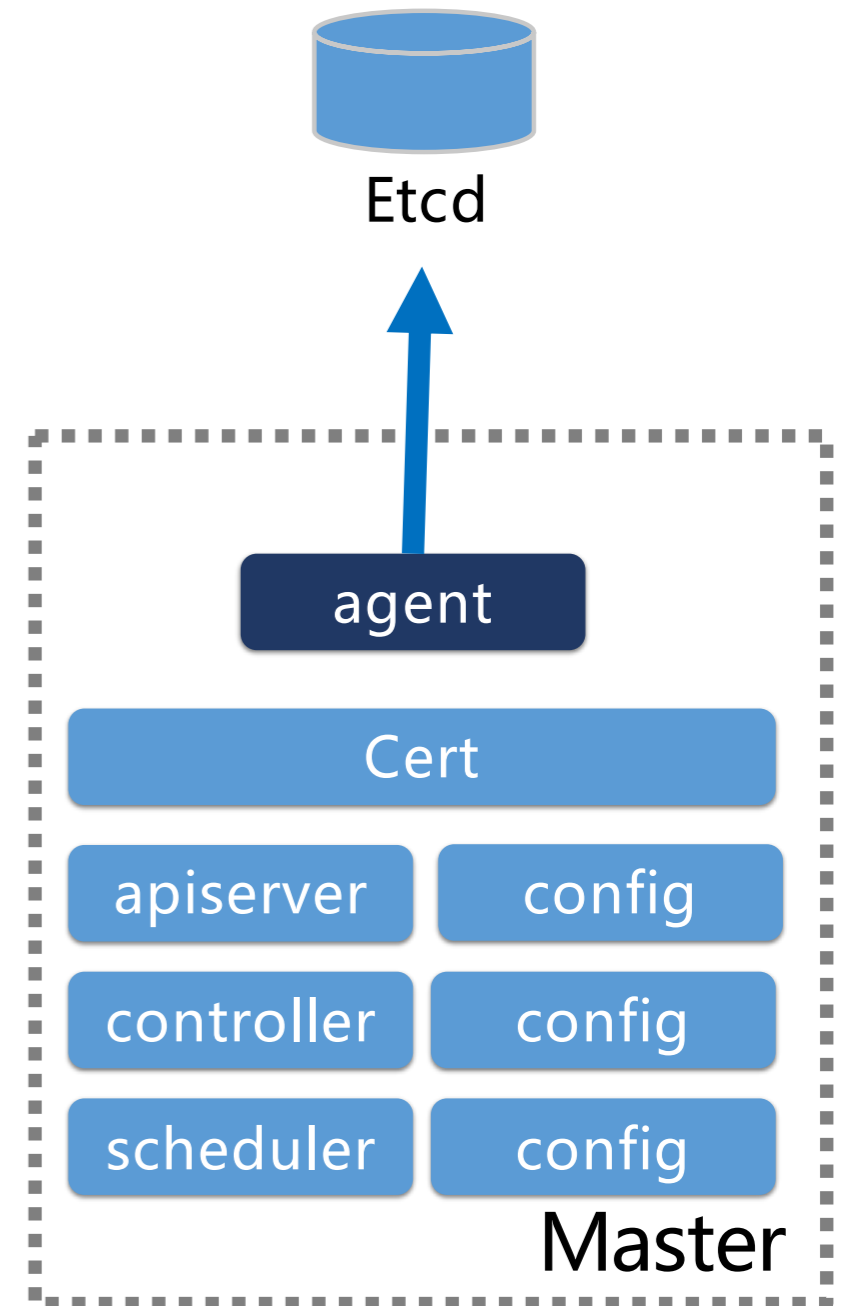 Etcd
agent
Cert
apiserver config
controller config
scheduler config
Master